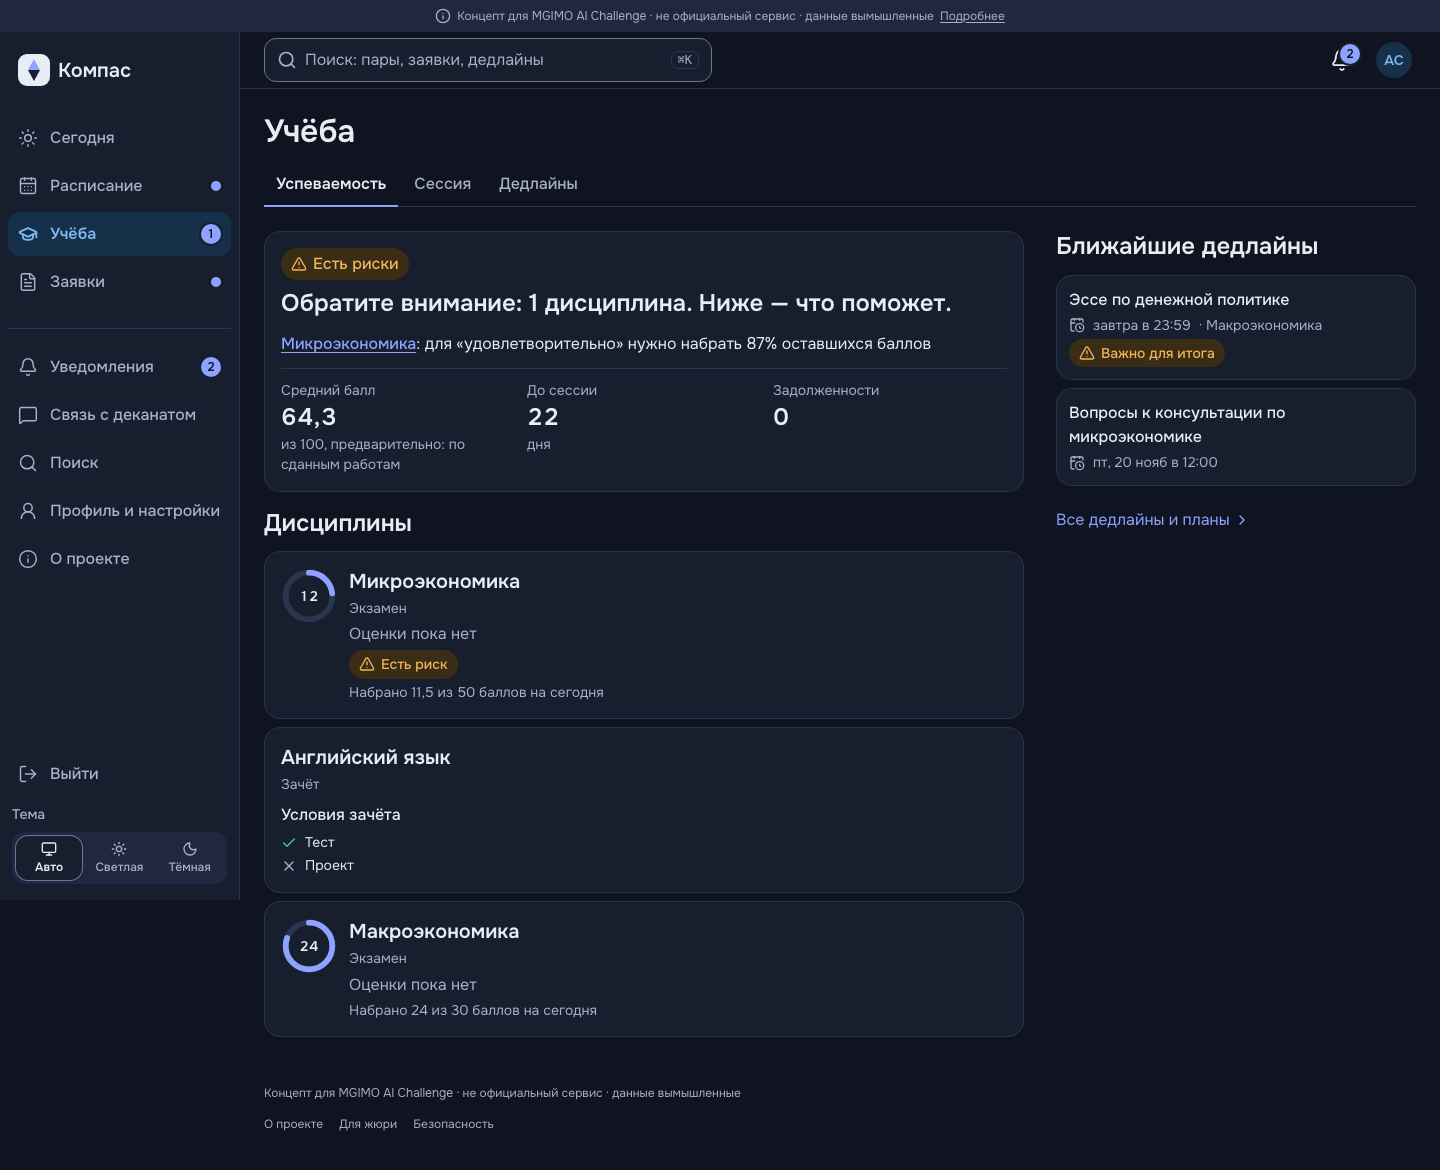 Концепт для MGIMO AI Challenge · не официальный сервис · данные вымышленные Подробнее
Компас
Поиск: пары, заявки, дедлайны
⌘K
2
АС
Сегодня
Расписание
Учёба
1
Заявки
Уведомления
2
Связь с деканатом
Поиск
Профиль и настройки
О проекте
Выйти
Тема
Авто
Светлая
Тёмная
Учёба
Успеваемость
Сессия
Дедлайны
Есть риски
Обратите внимание: 1 дисциплина. Ниже — что поможет.
Микроэкономика: для «удовлетворительно» нужно набрать 87% оставшихся баллов
Средний балл
64,3
из 100, предварительно: по
сданным работам
До сессии
22
дня
Задолженности
0
Дисциплины
12
Микроэкономика
Экзамен
Оценки пока нет
Есть риск
Набрано 11,5 из 50 баллов на сегодня
Английский язык
Зачёт
Условия зачёта
Тест
Проект
24
Макроэкономика
Экзамен
Оценки пока нет
Набрано 24 из 30 баллов на сегодня
Ближайшие дедлайны
Эссе по денежной политике
завтра в 23:59 · Макроэкономика
Важно для итога
Вопросы к консультации по
микроэкономике
пт, 20 нояб в 12:00
Все дедлайны и планы
Концепт для MGIMO AI Challenge · не официальный сервис · данные вымышленные
О проекте
Для жюри
Безопасность